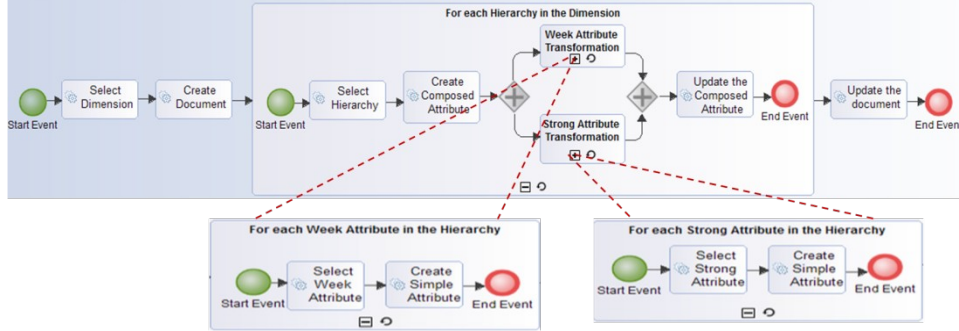 For each Hierarchy in the Dimension
Start Event
Select
Dimension
Create
Document
Start Event
Select
Hierarchy
Create
Composed
Attribute
Week Attribute
Transformation
Strong Attribute
Transformation
Update the
Composed
Attribute
End Event
Update the
document
End Event
For each Week Attribute in the Hierarchy
Start Event
Select
Week
Attribute
Create
Simple
Attribute
End Event
For each Strong Attribute in the Hierarchy
Start Event
Select
Strong
Attribute
Create
Simple
Attribute
End Event